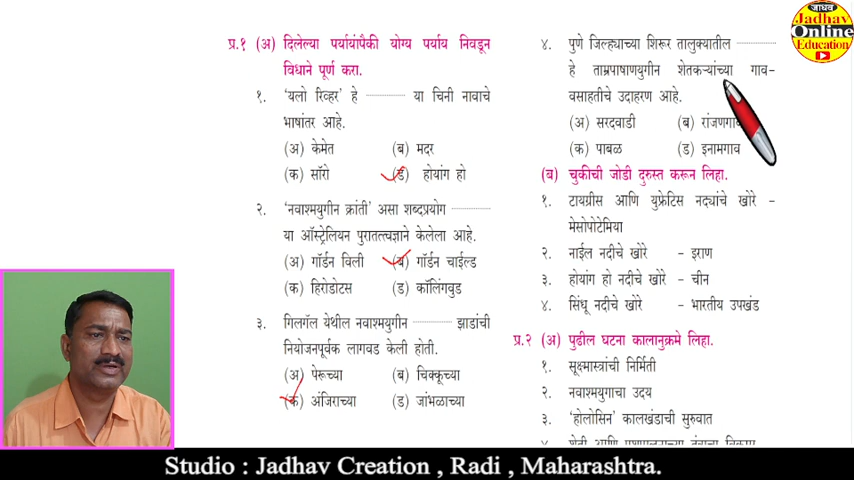 प्र.१ (अ) दिलेल्या पर्यायांपैकी योग्य पर्याय निवडून
विधाने पूर्ण करा.
१. 'यलो रिव्हर' हे ............ या चिनी नावाचे
भाषांतर आहे.
(अ) केमेत (ब) मदर
(क) सॉरो (ड) होयांग हो
२. 'नवाश्मयुगीन क्रांती' असा शब्दप्रयोग ............
या ऑस्ट्रेलियन पुरातत्त्वज्ञाने केलेला आहे.
(अ) गॉर्डन विली (ब) गॉर्डन चाईल्ड
(क) हिरोडोटस (ड) कॉलिंगवुड
३. गिलगॅल येथील नवाश्मयुगीन ............ झाडांची
नियोजनपूर्वक लागवड केली होती.
(अ) पेरूच्या (ब) चिक्कूच्या
(क) अंजिराच्या (ड) जांभळाच्या
४. पुणे जिल्ह्याच्या शिरूर तालुक्यातील ............
हे ताम्रपाषाणयुगीन शेतकऱ्यांच्या गाव-
वसाहतीचे उदाहरण आहे.
(अ) सरदवाडी (ब)
(क) पाबळ (ड) इनामगाव
(ब) चुकीची जोडी दुरुस्त करून लिहा.
१. टायग्रीस आणि युफ्रेटिस नद्यांचे खोरे -
मेसोपोटेमिया
२. नाईल नदीचे खोरे - इराण
३. होयांग हो नदीचे खोरे - चीन
४. सिंधू नदीचे खोरे - भारतीय उपखंड
प्र.२ (अ) पुढील घटना कालानुक्रमे लिहा.
१. सूक्ष्मास्त्रांची निर्मिती
२. नवाश्मयुगाचा उदय
३. 'होलोसिन' कालखंडाची सुरुवात
जाधव
Jadhav
Online
Education
Studio : Jadhav Creation , Radi , Maharashtra.